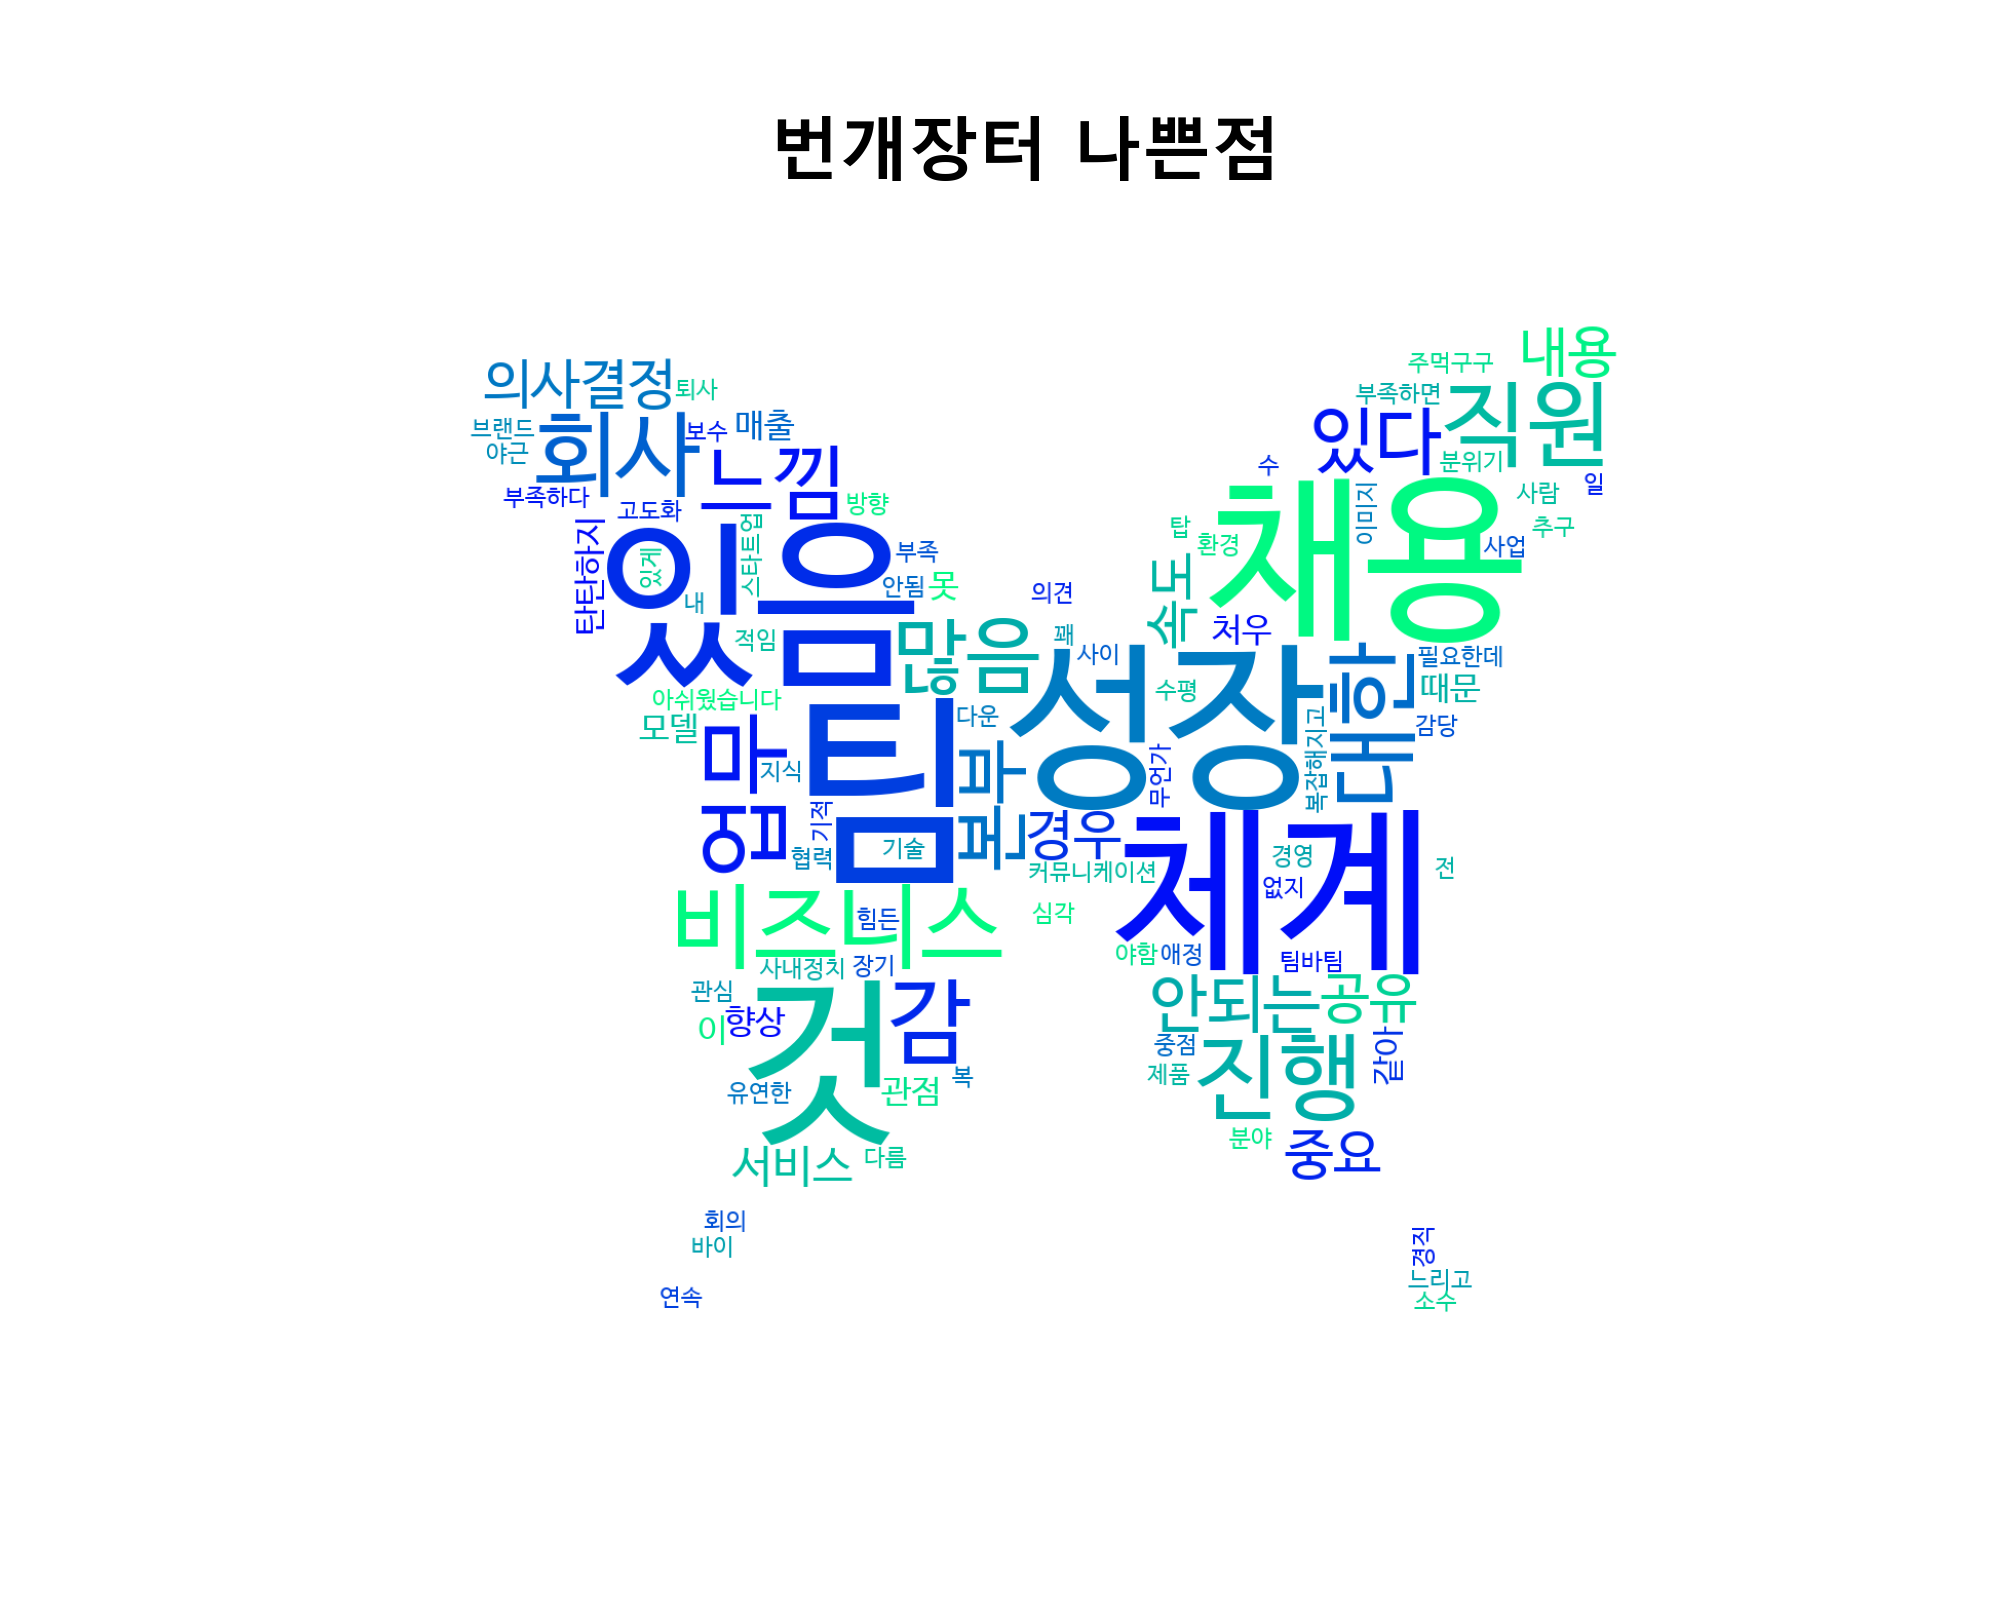 번개장터 나쁜점
내용
주먹구구
의사결정
퇴사
부족하면
직원
브랜드
야근
회사
보수
매출
있다
느낌
분위기
수
일
부족하다
고도화
방향
이미지
사람
탄탄하지
있음
있게
스타트업
부족
채용
탑
환경
사업
추구
내
안됨
못
의견
속도
처우
적임
많음
꽤
사이
성장
대한
필요한데
때문
아쉬웠습니다
모델
수평
감당
업무
팀
다운
부분
무언가
복잡해지고
지식
기적
협력
기술
경우
체계
경영
없지
전
커뮤니케이션
비즈니스
힘든
심각
사내정치
장기
야함
애정
팀바팀
관심
것
감
안되는
공유
이
향상
중점
진행
같아
유연한
관점
복
제품
서비스
다름
분야
중요
회의
바이
경직
연속
느리고
소수